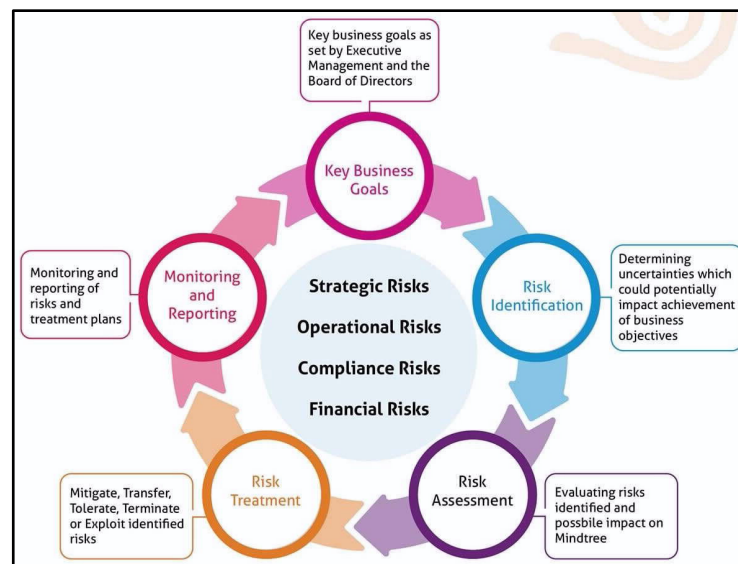 Key business goals as
set by Executive
Management and the
Board of Directors
Key Business
Goals
Monitoring and
reporting of
risks and
treatment plans
Monitoring
and
Reporting
Strategic Risks
Operational Risks
Compliance Risks
Financial Risks
Risk
Identification
Determining
uncertainties which
could potentially
impact achievement
of business
objectives
Mitigate, Transfer,
Tolerate, Terminate
or Exploit identified
risks
Risk
Treatment
Risk
Assessment
Evaluating risks
identified and
possbile impact on
Mindtree